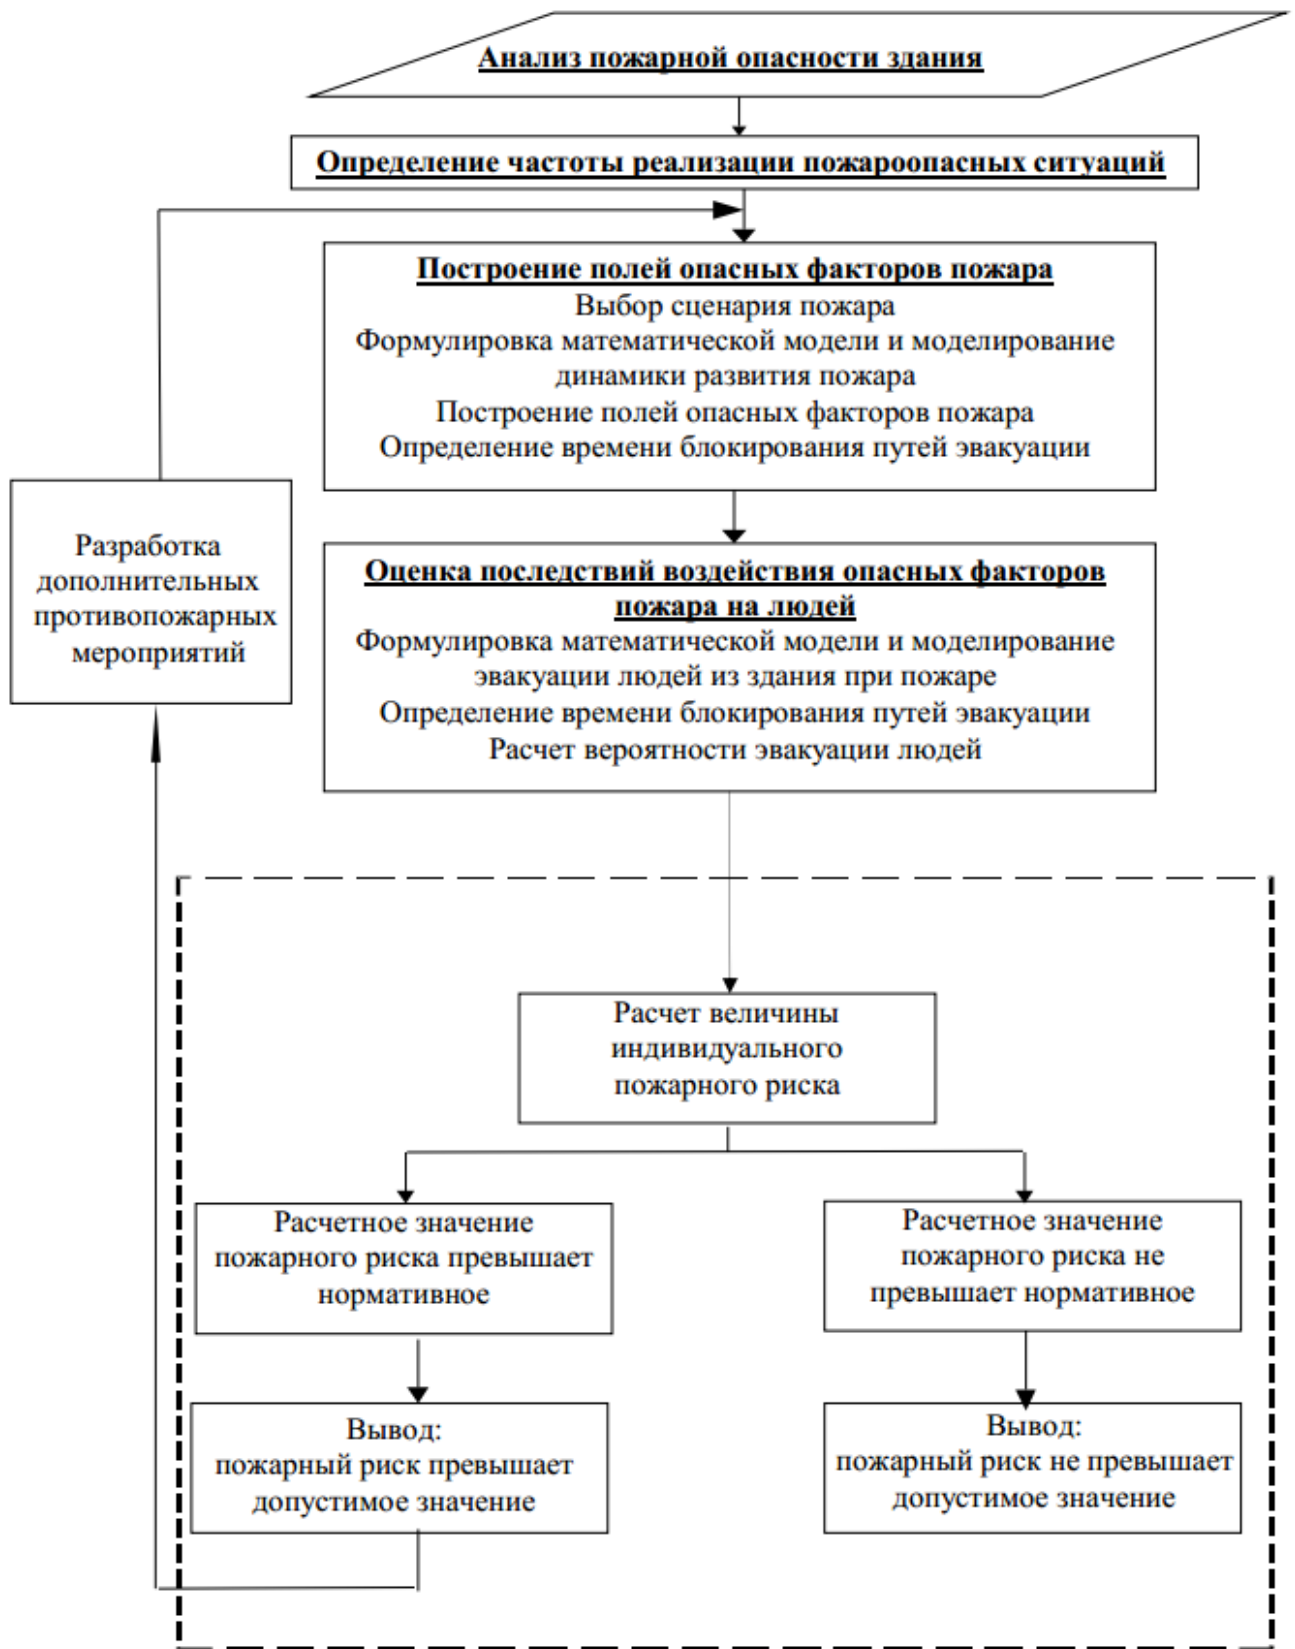 Анализ пожарной опасности здания
Определение частоты реализации пожароопасных ситуаций
Построение полей опасных факторов пожара
Выбор сценария пожара
Формулировка математической модели и моделирование
динамики развития пожара
Построение полей опасных факторов пожара
Определение времени блокирования путей эвакуации
Разработка
дополнительных
противопожарных
мероприятий
Оценка последствий воздействия опасных факторов
пожара на людей
Формулировка математической модели и моделирование
эвакуации людей из здания при пожаре
Определение времени блокирования путей эвакуации
Расчет вероятности эвакуации людей
Расчет величины
индивидуального
пожарного риска
Расчетное значение
пожарного риска превышает
нормативное
Расчетное значение
пожарного риска не
превышает нормативное
Вывод:
пожарный риск превышает
допустимое значение
Вывод:
пожарный риск не превышает
допустимое значение